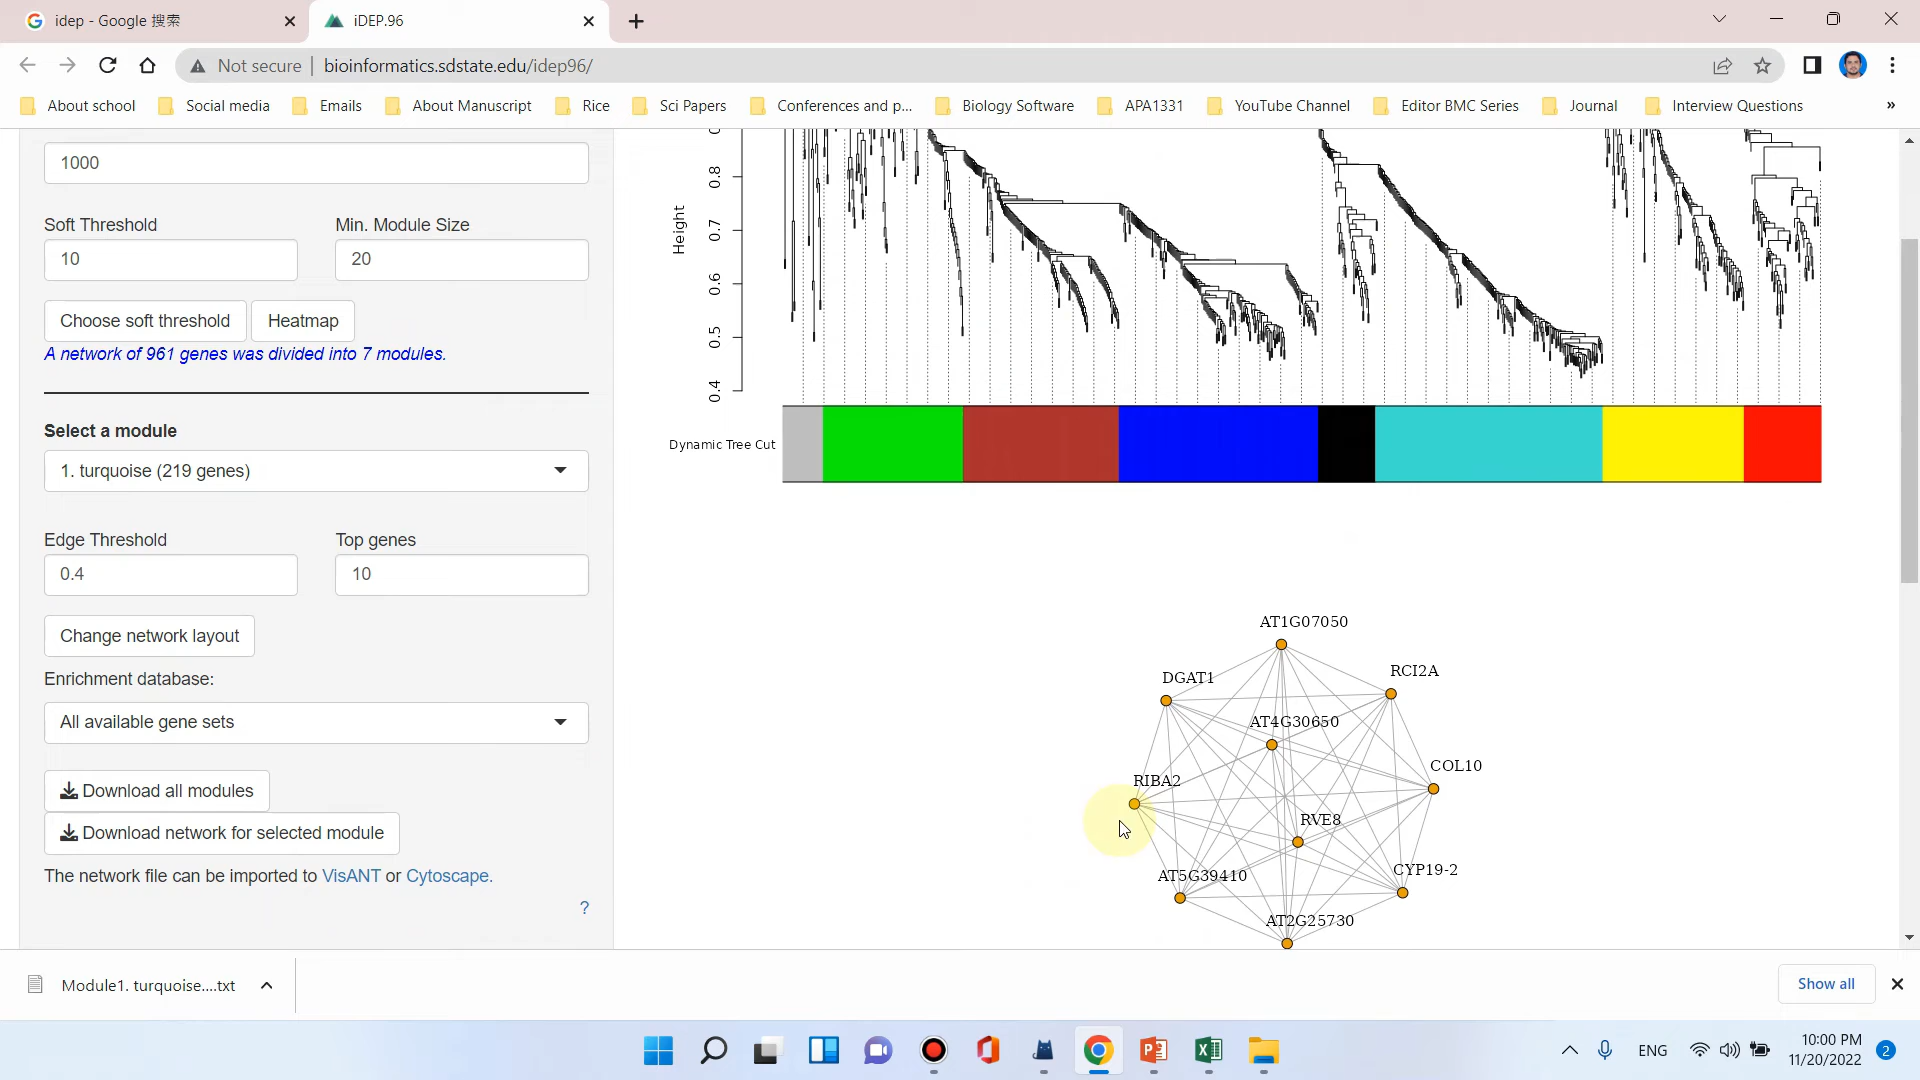 idep - Google 搜索
iDEP.96
Not secure | bioinformatics.sdstate.edu/idep96/
About school Social media Emails About Manuscript Rice Sci Papers Conferences and p... Biology Software APA1331 YouTube Channel Editor BMC Series Journal Interview Questions »
1000
Soft Threshold Min. Module Size
10 20
Choose soft threshold Heatmap
A network of 961 genes was divided into 7 modules.
Select a module
1. turquoise (219 genes)
Edge Threshold Top genes
0.4 10
Change network layout
Enrichment database:
All available gene sets
Download all modules
Download network for selected module
The network file can be imported to VisANT or Cytoscape.
?
Height
0.8
0.7
0.6
0.5
0.4
Dynamic Tree Cut
AT1G07050
RCI2A
DGAT1
AT4G30650
COL10
RIBA2
RVE8
CYP19-2
AT5G39410
AT2G25730
Module1. turquoise....txt
Show all
ENG
10:00 PM
11/20/2022
2